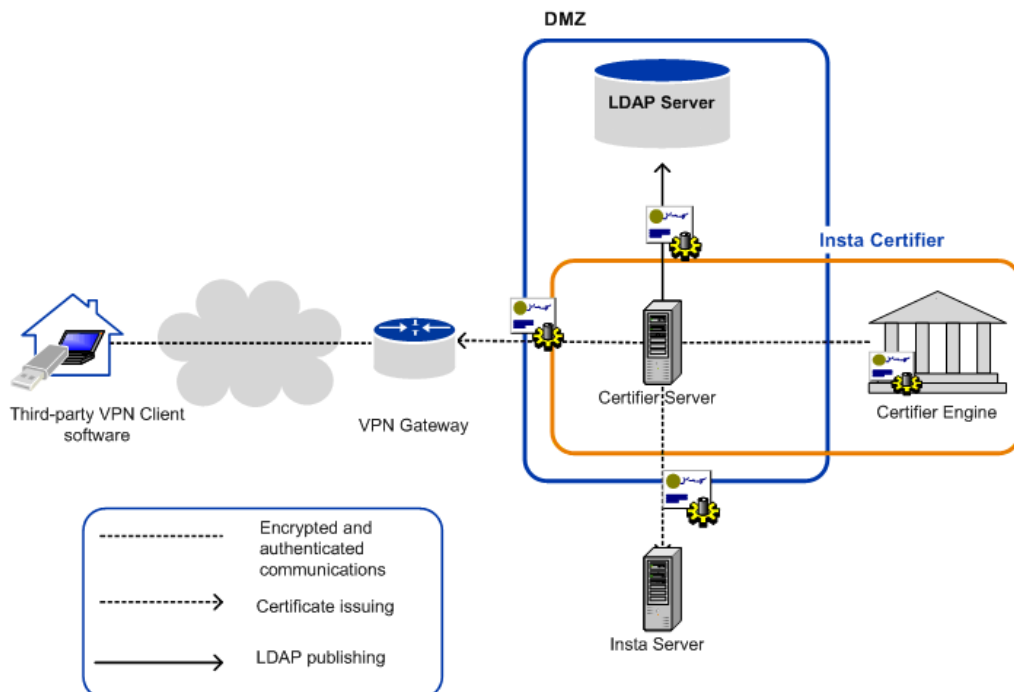 DMZ
LDAP Server
Insta Certifier
Third-party VPN Client
software
VPN Gateway
Certifier Server
Certifier Engine
Insta Server
Encrypted and
authenticated
communications
Certificate issuing
LDAP publishing